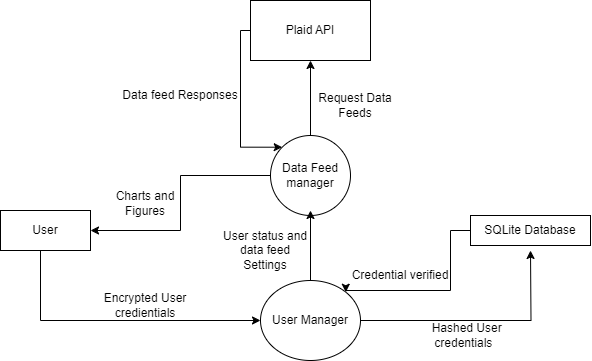 Plaid API
Data feed Responses
Request Data
Feeds
Data Feed
manager
Charts and
Figures
User
User status and
data feed
Settings
SQLite Database
Credential verified
Encrypted User
credientials
User Manager
Hashed User
credentials